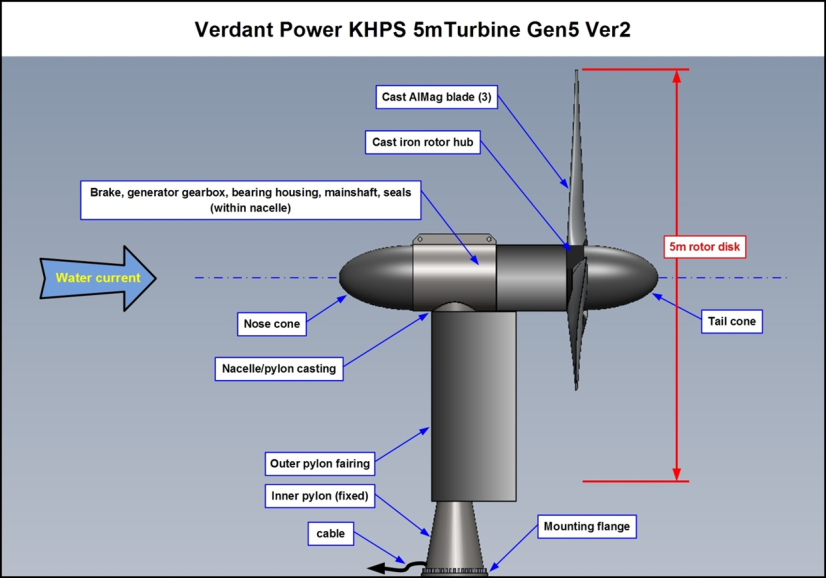 Verdant Power KHPS 5mTurbine Gen5 Ver2
Cast AlMag blade (3)
Cast iron rotor hub
Brake, generator gearbox, bearing housing, mainshaft, seals
(within nacelle)
5m rotor disk
Water current
Nose cone
Tail cone
Nacelle/pylon casting
Outer pylon fairing
Inner pylon (fixed)
Mounting flange
cable